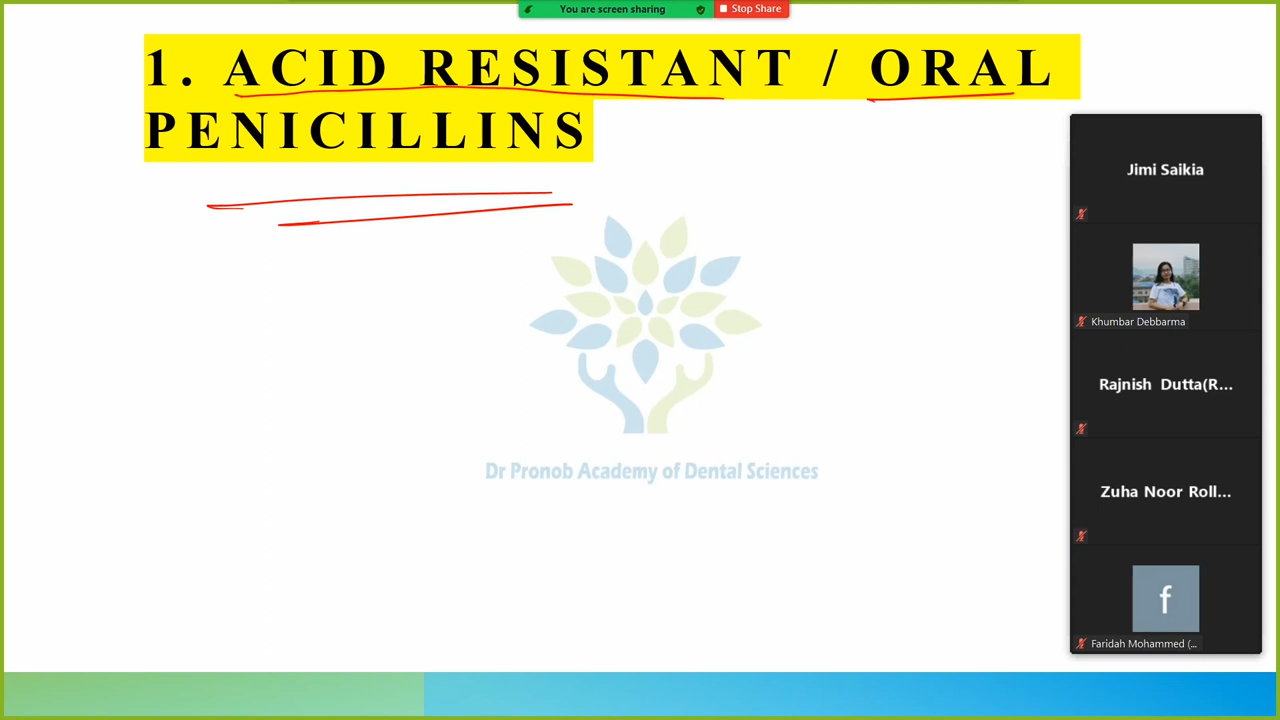 You are screen sharing
Stop Share
1. ACID RESISTANT / ORAL
PENICILLINS
Dr Pronob Academy of Dental Sciences
Jimi Saikia
Khumbar Debbarma
Rajnish Dutta(R...
Zuha Noor Roll...
f
Faridah Mohammed (...